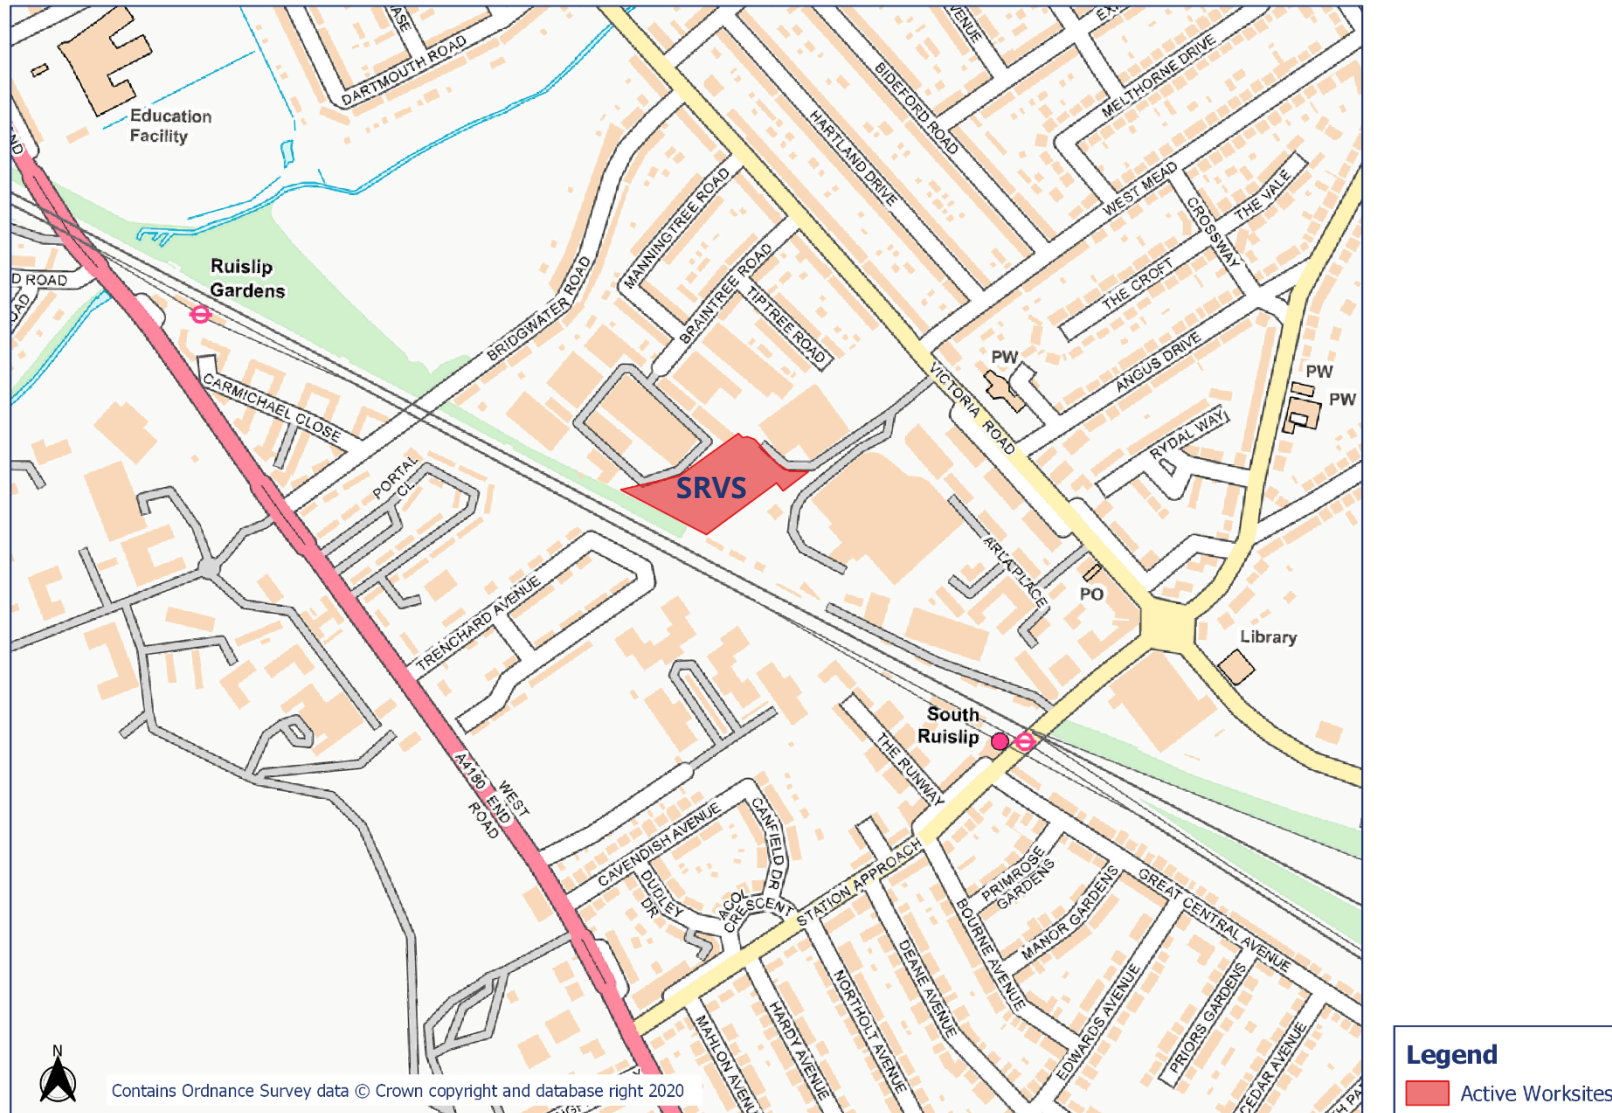 DARTMOUTH ROAD
Education
Facility
BIDEFORD ROAD
MELTHORNE DRIVE
HARTLAND DRIVE
WEST MEAD
THE VALE
CROSSWAY
MANNINGTREE ROAD
Ruislip
Gardens
D ROAD
BRIDGWATER ROAD
BRAINTREE ROAD
TIPTREE ROAD
THE CROFT
ANGUS DRIVE
PW
PW
PW
CARMICHAEL CLOSE
VICTORIA ROAD
RYDAL WAY
PORTAL
CL
SRVS
ARLA PLACE
PO
TRENCHARD AVENUE
Library
South
Ruislip
THE RUNWAY
A4180 WEST
END
ROAD
CAVENDISH AVENUE
CANFIELD DR
DUDLEY
DR
ACOL
CRESCENT
STATION APPROACH
PRIMROSE
GARDENS
MANOR GARDENS
GREAT CENTRAL AVENUE
BOURNE AVENUE
DEANE AVENUE
NORTHOLT AVENUE
HARDY AVENUE
MAHLON AVENUE
EDWARDS AVENUE
PRIORS GARDENS
CEDAR AVENUE
N
Contains Ordnance Survey data © Crown copyright and database right 2020
Legend
Active Worksites